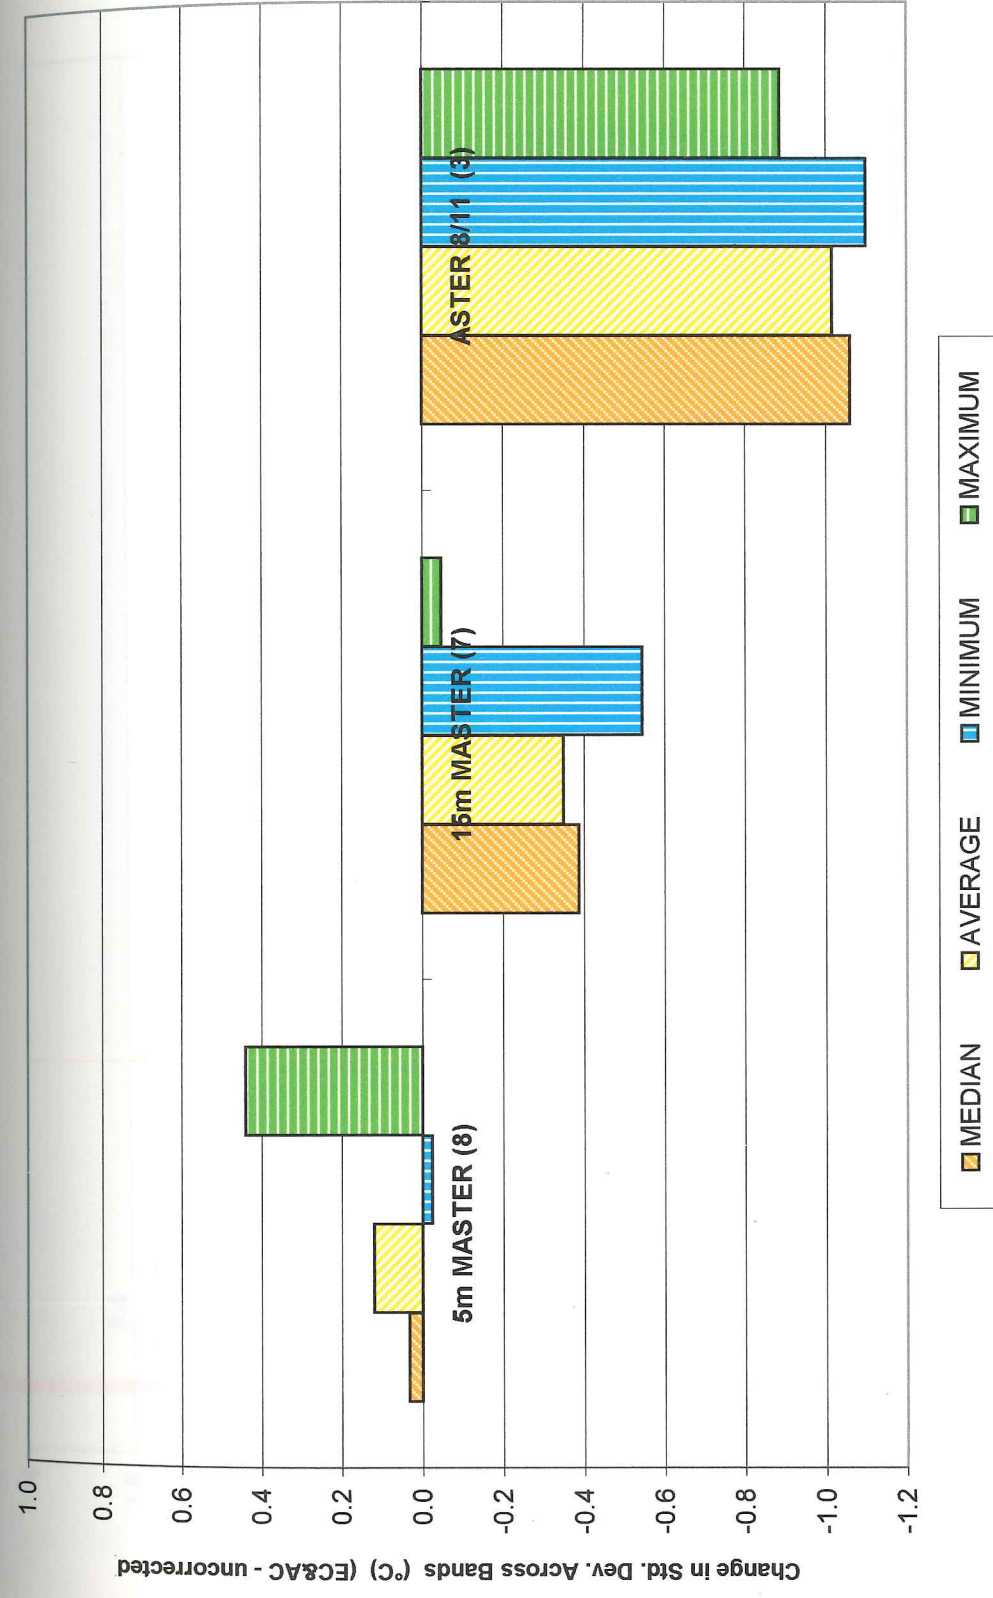 Change in Std. Dev. Across Bands (°C) (EC&AC - uncorrected
1.0
0.8
0.6
0.4
0.2
0.0
-0.2
-0.4
-0.6
-0.8
-1.0
-1.2
5m MASTER (8)
15m MASTER (7)
ASTER 8/11 (3)
MEDIAN AVERAGE MINIMUM MAXIMUM